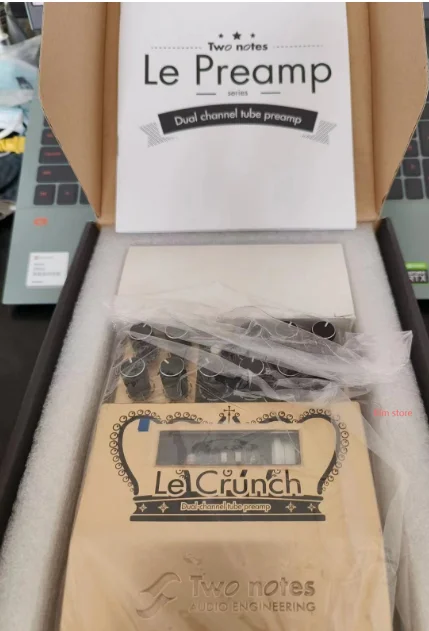 Two notes
Le Preamp
series
Dual channel tube preamp
Le Crunch
Dual channel tube preamp
Two notes
AUDIO ENGINEERING